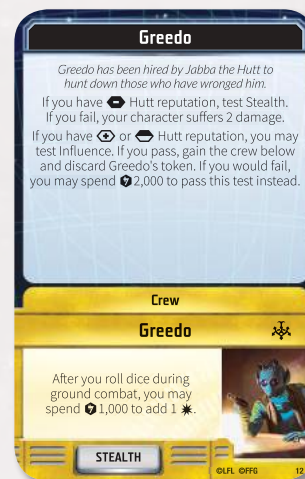 Greedo
Greedo has been hired by Jabba the Hutt to
hunt down those who have wronged him.
If you have Hutt reputation, test Stealth.
If you fail, your character suffers 2 damage.
If you have or Hutt reputation, you may
test Influence. If you pass, gain the crew below
and discard Greedo's token. If you would fail,
you may spend 2,000 to pass this test instead.
Crew
Greedo
After you roll dice during
ground combat, you may
spend 1,000 to add 1 .
STEALTH
©LFL ©FFG 12